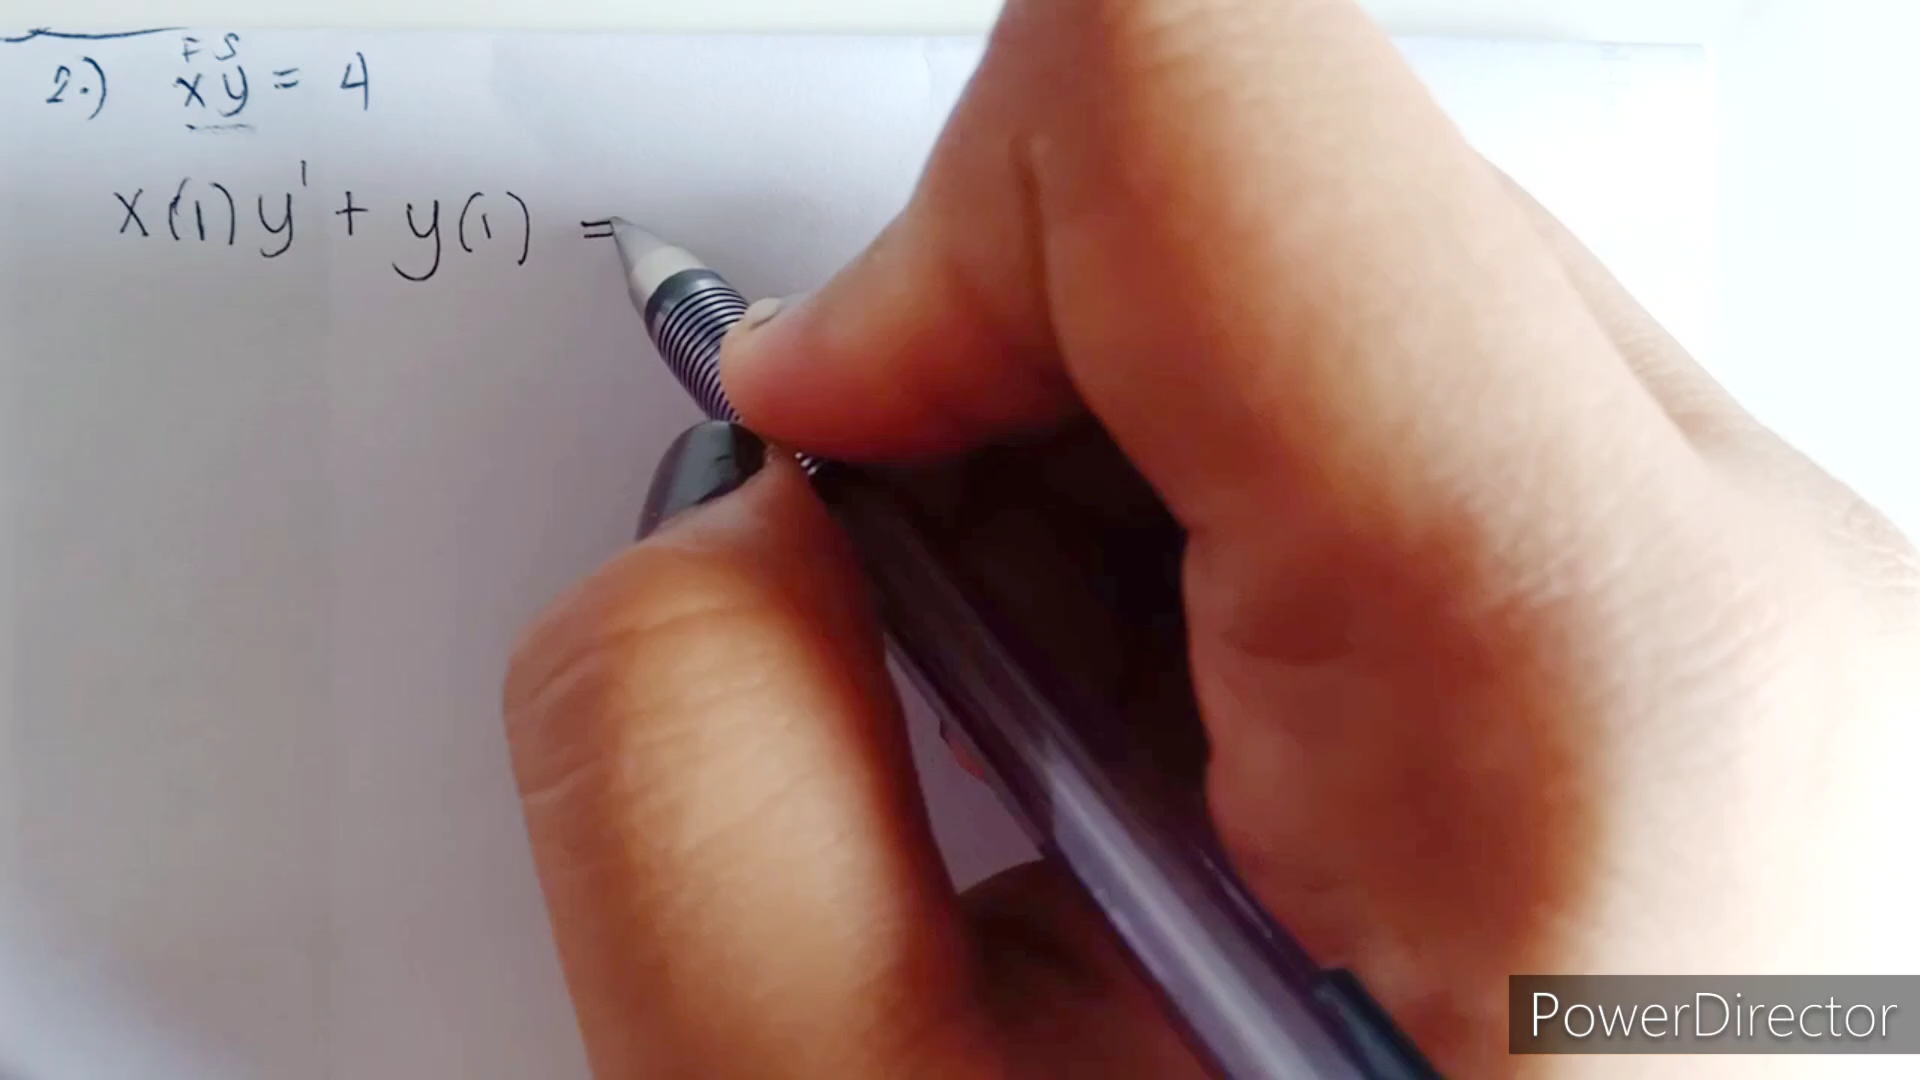 F S
2.) xy = 4
x(1)y' + y(1) =
PowerDirector